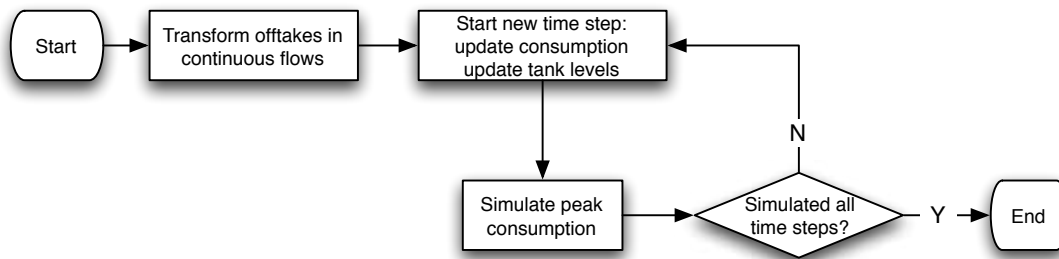 Start
Transform offtakes in
continuous flows
Start new time step:
update consumption
update tank levels
N
Simulate peak
consumption
Simulated all
time steps?
Y
End